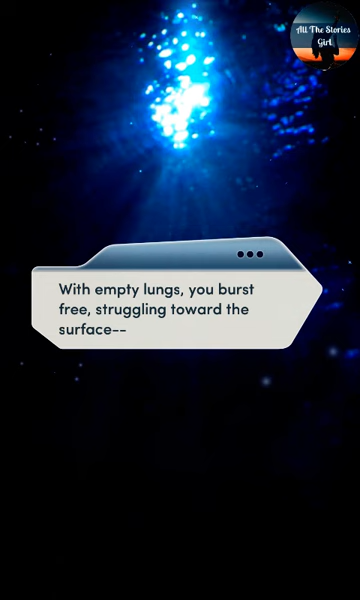 All The Stories
Girl
With empty lungs, you burst
free, struggling toward the
surface--